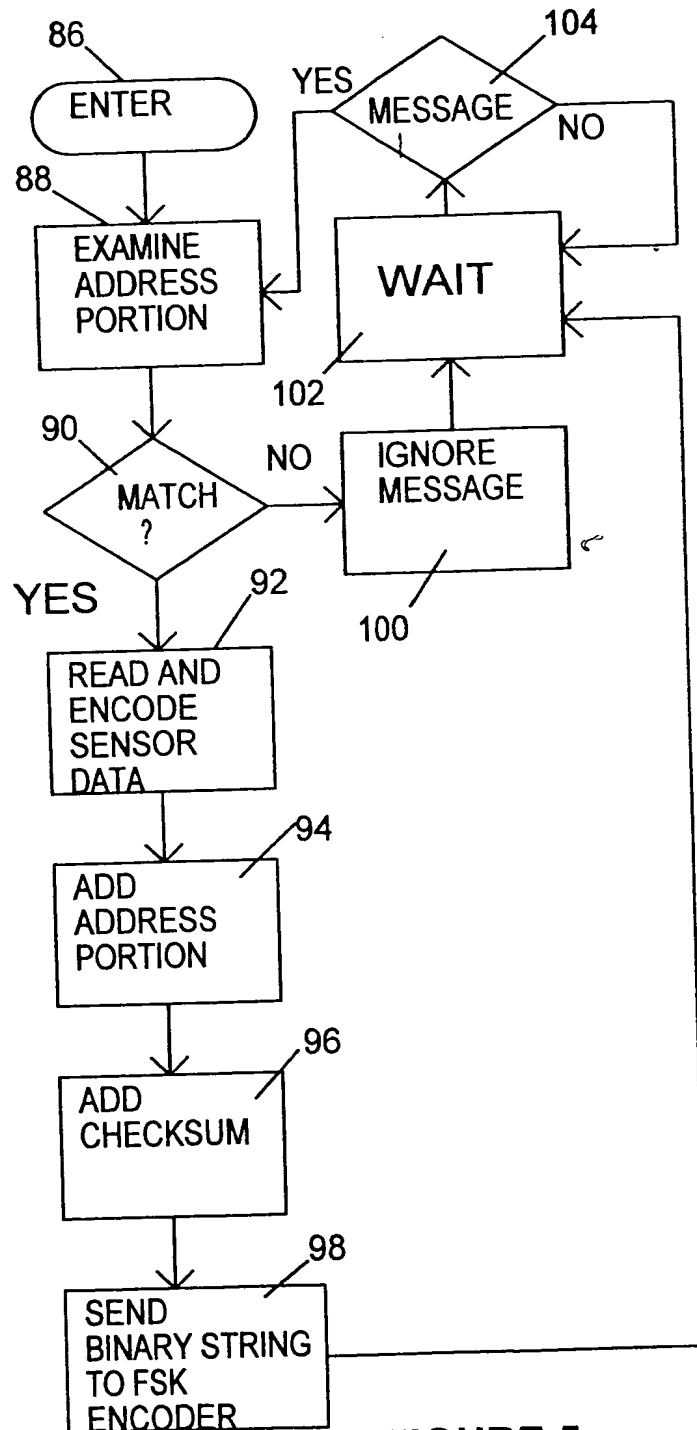 86
ENTER
104
YES
MESSAGE
NO
88
EXAMINE
ADDRESS
PORTION
WAIT
102
90
MATCH
?
NO
IGNORE
MESSAGE
100
YES
92
READ AND
ENCODE
SENSOR
DATA
94
ADD
ADDRESS
PORTION
96
ADD
CHECKSUM
98
SEND
BINARY STRING
TO FSK
ENCODER